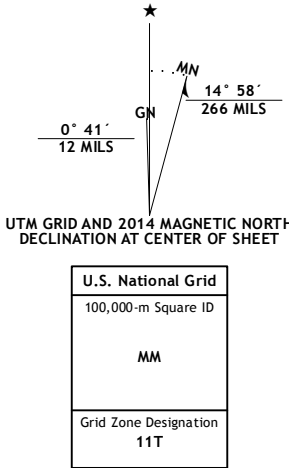 ★
MN
GN
14° 58´
266 MILS
0° 41´
12 MILS
UTM GRID AND 2014 MAGNETIC NORTH
DECLINATION AT CENTER OF SHEET
U.S. National Grid
100,000-m Square ID
MM
Grid Zone Designation
11T